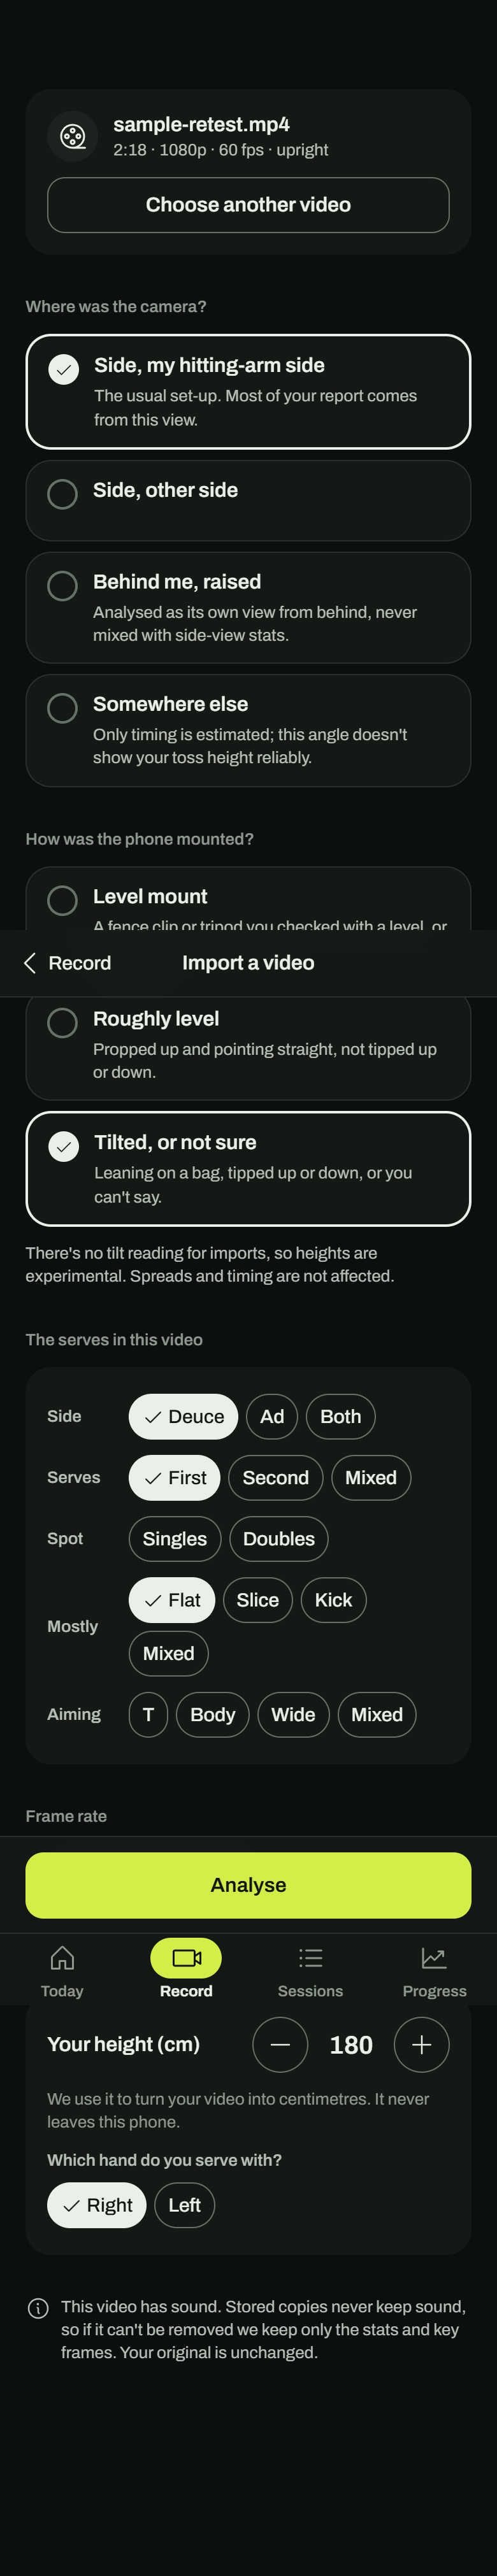 sample-retest.mp4
2:18 · 1080p · 60 fps · upright
Choose another video
Where was the camera?
Side, my hitting-arm side
The usual set-up. Most of your report comes
from this view.
Side, other side
Behind me, raised
Analysed as its own view from behind, never
mixed with side-view stats.
Somewhere else
Only timing is estimated; this angle doesn't
show your toss height reliably.
How was the phone mounted?
Level mount
A fence clip or tripod you checked with a level, or
Record
Import a video
Roughly level
Propped up and pointing straight, not tipped up
or down.
Tilted, or not sure
Leaning on a bag, tipped up or down, or you
can't say.
There's no tilt reading for imports, so heights are
experimental. Spreads and timing are not affected.
The serves in this video
Side Deuce Ad Both
Serves First Second Mixed
Spot Singles Doubles
Mostly Flat Slice Kick
Mixed
Aiming T Body Wide Mixed
Frame rate
Analyse
Today Record Sessions Progress
Your height (cm) 180
We use it to turn your video into centimetres. It never
leaves this phone.
Which hand do you serve with?
Right Left
This video has sound. Stored copies never keep sound,
so if it can't be removed we keep only the stats and key
frames. Your original is unchanged.